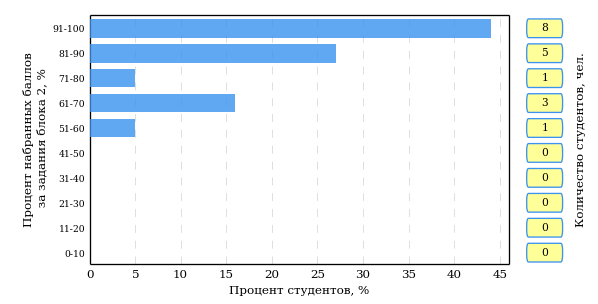 Процент набранных баллов
за задания блока 2, %
91-100 8
81-90 5
71-80 1
61-70 3
51-60 1
41-50 0
31-40 0
21-30 0
11-20 0
0-10 0
0 5 10 15 20 25 30 35 40 45
Процент студентов, %
Количество студентов, чел.